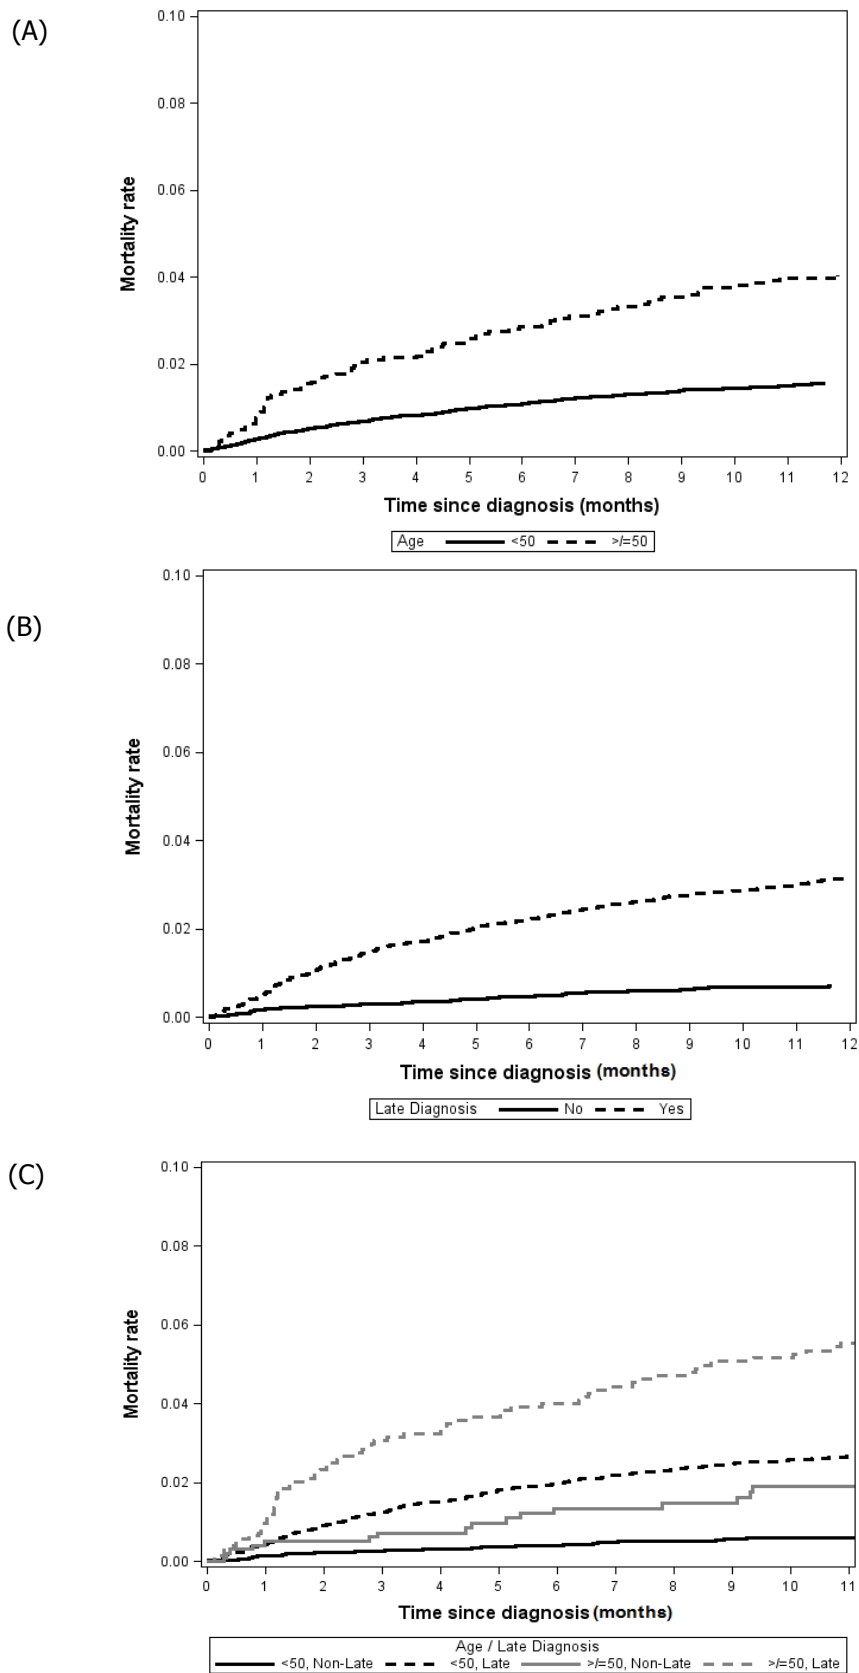 (A)
0.10
0.08
0.06
0.04
0.02
0.00
Mortality rate
0 1 2 3 4 5 6 7 8 9 10 11 12
Time since diagnosis (months)
Age <50 >/=50
(B)
0.10
0.08
0.06
0.04
0.02
0.00
Mortality rate
0 1 2 3 4 5 6 7 8 9 10 11 12
Time since diagnosis (months)
Late Diagnosis No Yes
(C)
0.10
0.08
0.06
0.04
0.02
0.00
Mortality rate
0 1 2 3 4 5 6 7 8 9 10 11
Time since diagnosis (months)
Age / Late Diagnosis
<50, Non-Late <50, Late >/=50, Non-Late >/=50, Late